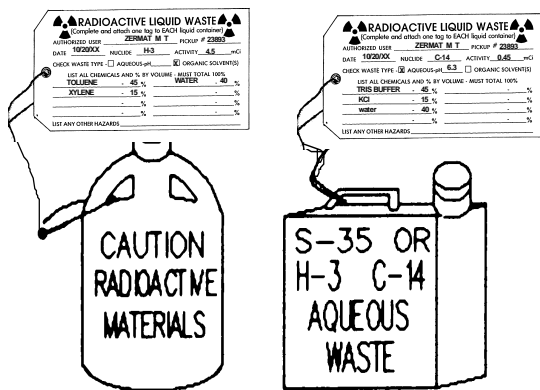 RADIOACTIVE LIQUID WASTE
(Complete and attach one tag to EACH liquid container)
AUTHORIZED USER ZERMAT M T PICKUP # 23893
DATE 10/20XX NUCLIDE H-3 ACTIVITY 4.5 mCi
CHECK WASTE TYPE - AQUEOUS-pH X ORGANIC SOLVENT(S)
LIST ALL CHEMICALS AND % BY VOLUME - MUST TOTAL 100%
TOLUENE - 45 % WATER - 40 %
XYLENE - 15 % - %
- % - %
- % - %
LIST ANY OTHER HAZARDS
CAUTION
RADIOACTIVE
MATERIALS
RADIOACTIVE LIQUID WASTE
(Complete and attach one tag to EACH liquid container)
AUTHORIZED USER ZERMAT M T PICKUP # 23893
DATE 10/20XX NUCLIDE C-14 ACTIVITY 0.45 mCi
CHECK WASTE TYPE - X AQUEOUS-pH 6.3 ORGANIC SOLVENT(S)
LIST ALL CHEMICALS AND % BY VOLUME - MUST TOTAL 100%
TRIS BUFFER - 45 % - %
KCl - 15 % - %
water - 40 % - %
- % - %
LIST ANY OTHER HAZARDS
S-35 OR
H-3 C-14
AQUEOUS
WASTE